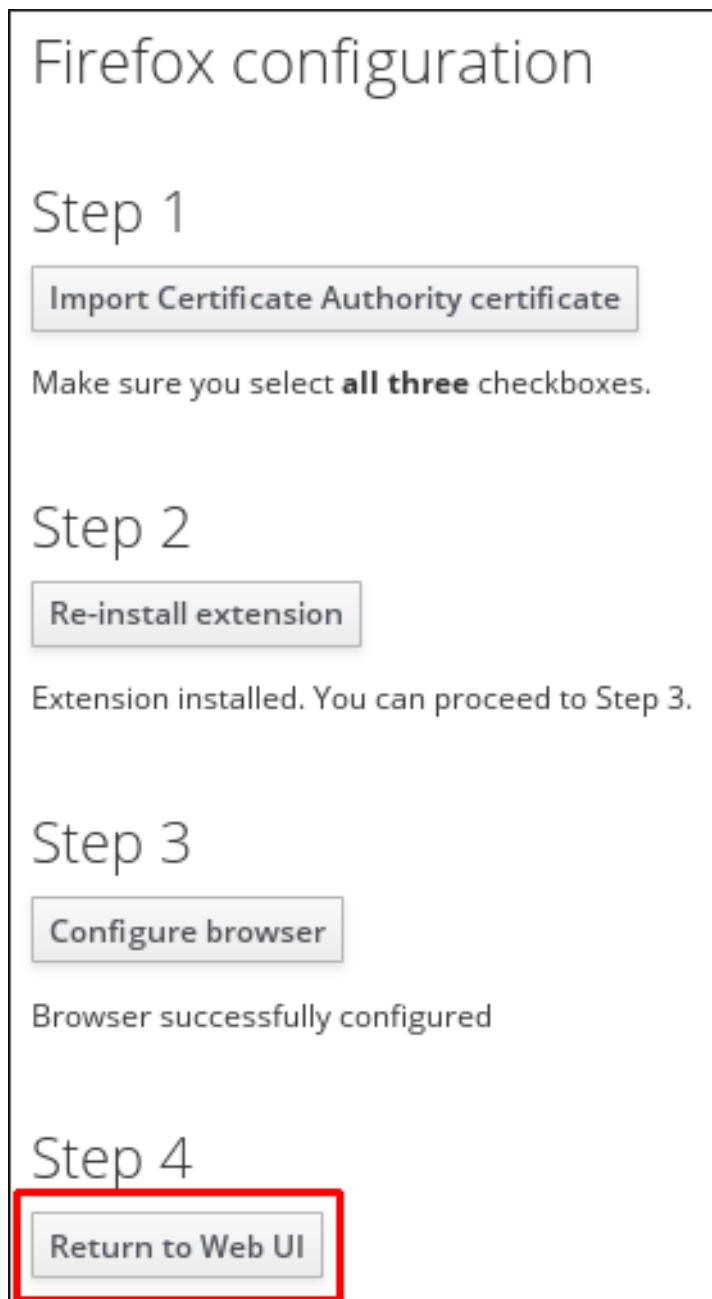 Firefox configuration
Step 1
Import Certificate Authority certificate
Make sure you select all three checkboxes.
Step 2
Re-install extension
Extension installed. You can proceed to Step 3.
Step 3
Configure browser
Browser successfully configured
Step 4
Return to Web UI